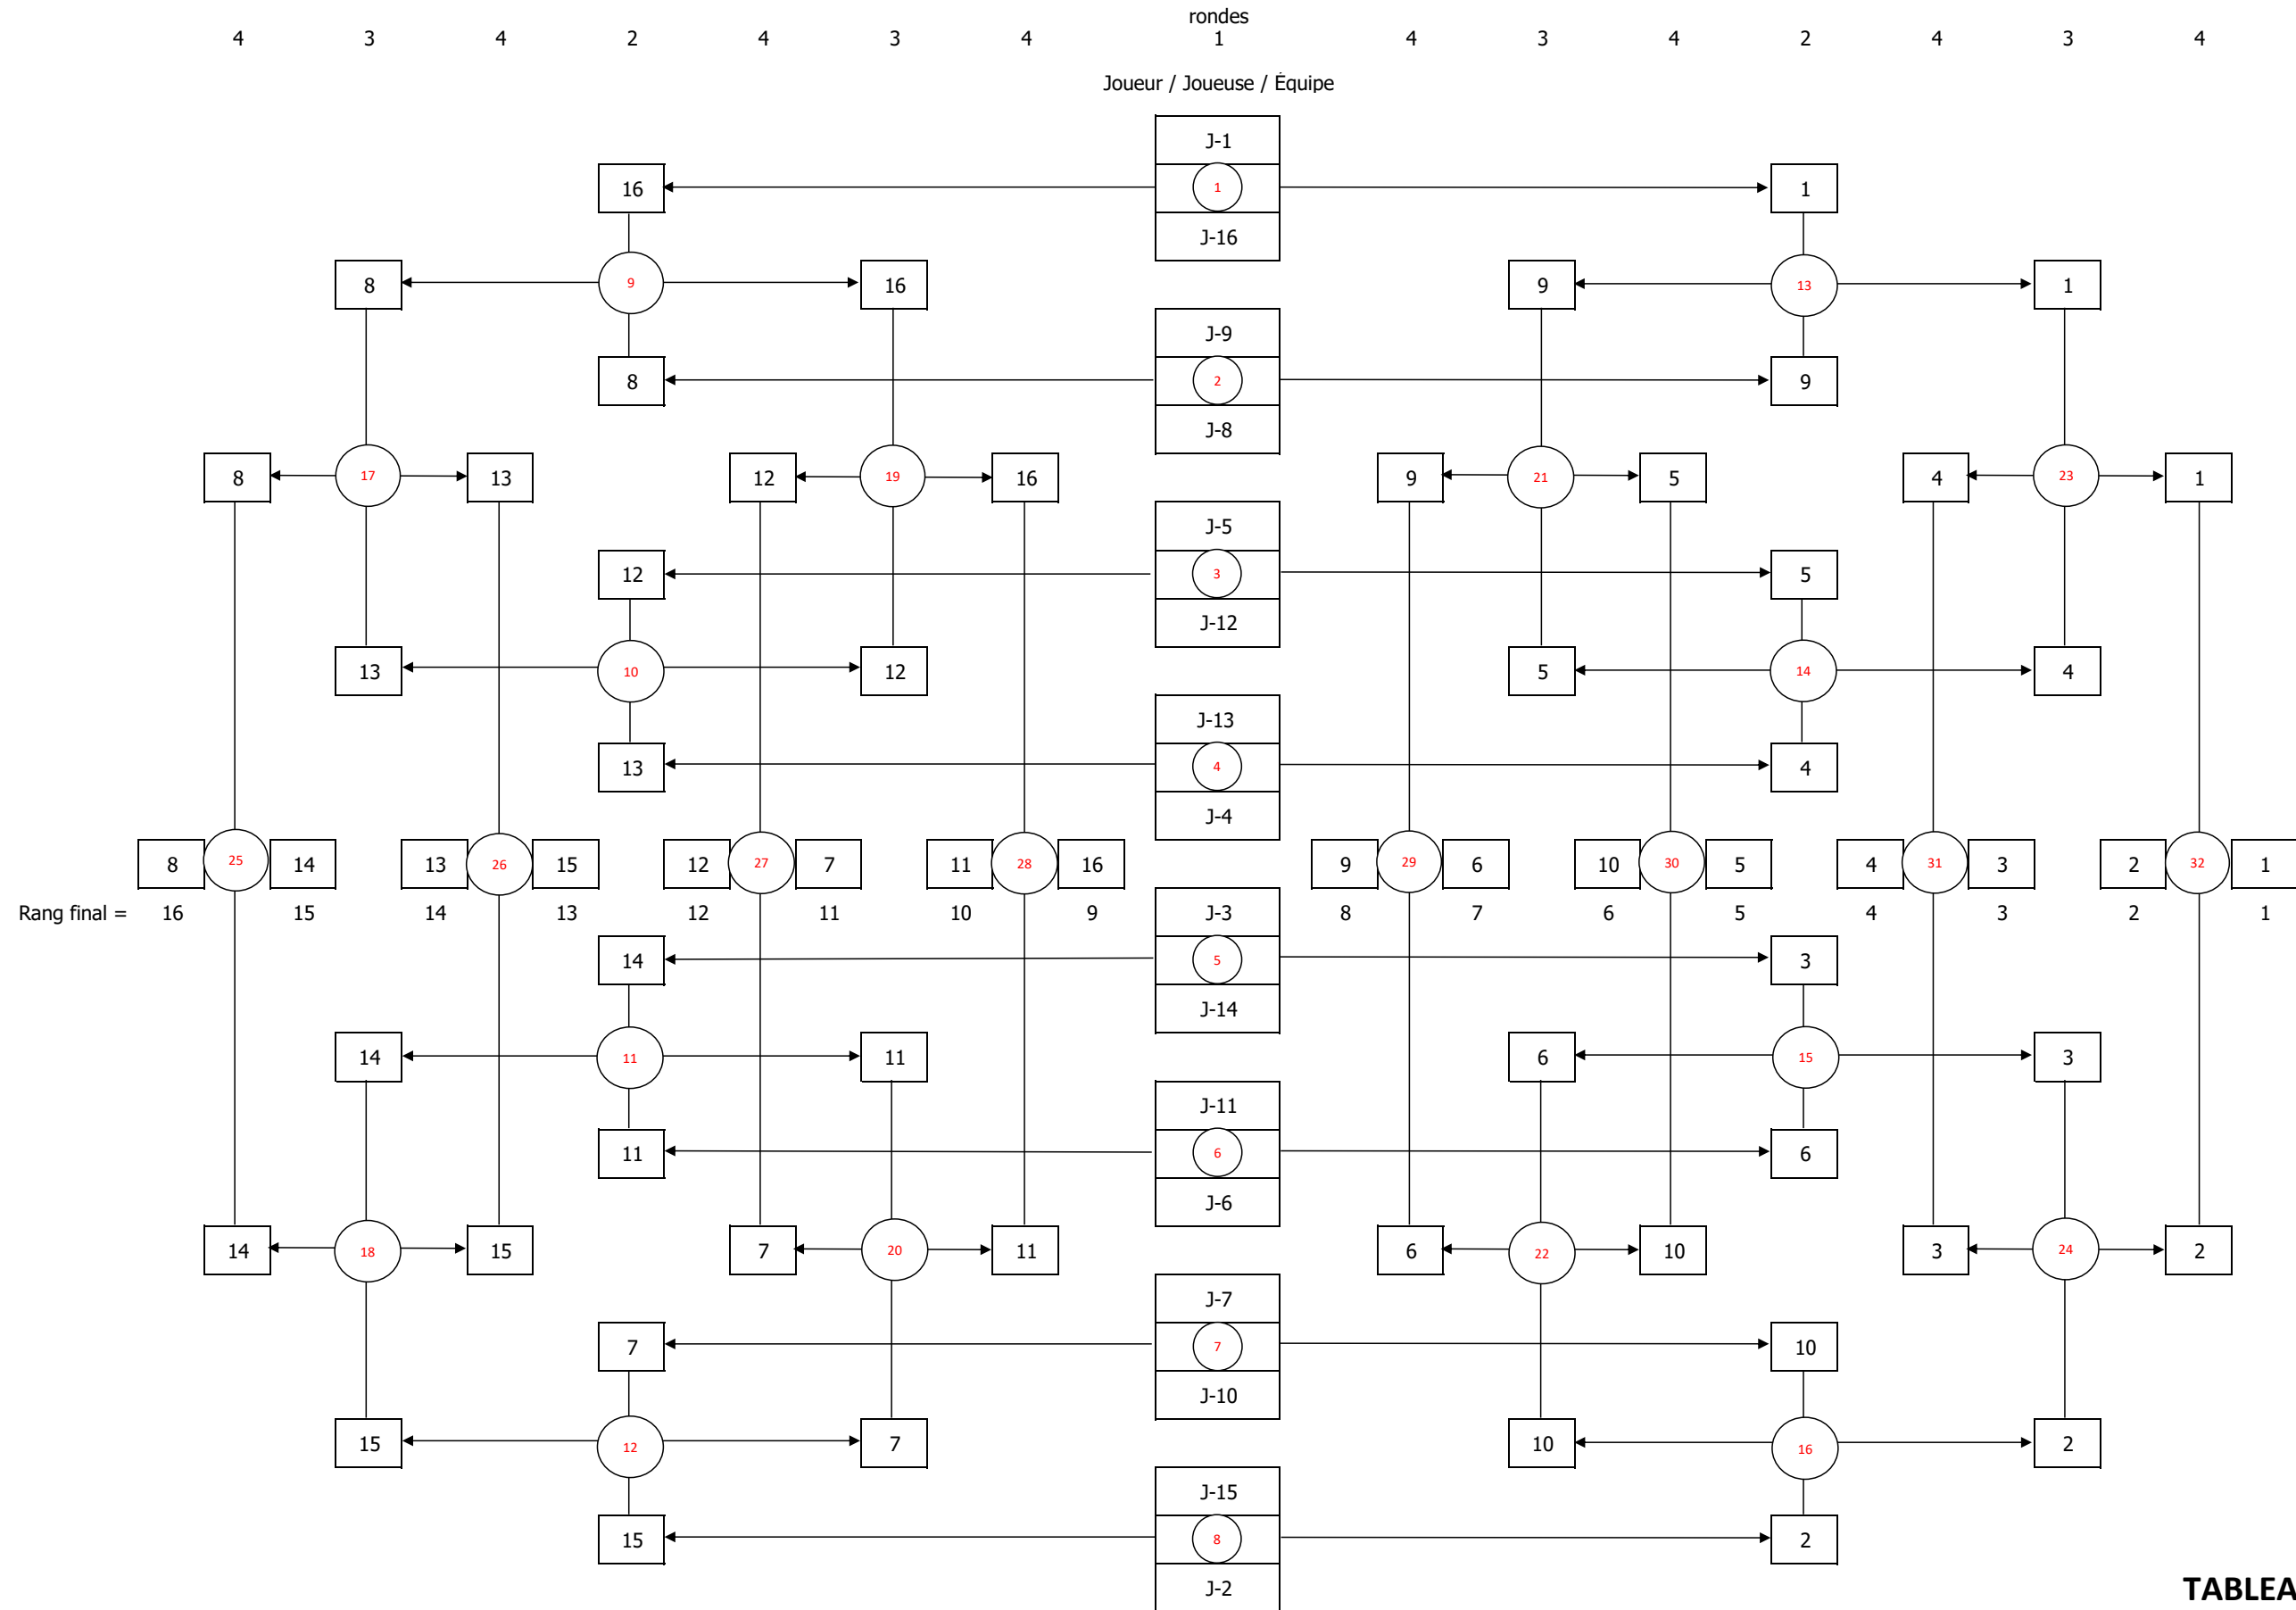 rondes
4 3 4 2 4 3 4 1 4 3 4 2 4 3 4
Joueur / Joueuse / Équipe
J-1
16 1 1
J-16
8 9 16 9 13 1
J-9
8 2 9
J-8
8 17 13 12 19 16 9 21 5 4 23 1
J-5
12 3 5
J-12
13 10 12 5 14 4
J-13
13 4 4
J-4
8 25 14 13 26 15 12 27 7 11 28 16 9 29 6 10 30 5 4 31 3 2 32 1
Rang final = 16 15 14 13 12 11 10 9 J-3 8 7 6 5 4 3 2 1
14 5 3
J-14
14 11 11 6 15 3
J-11
11 6 6
J-6
14 18 15 7 20 11 6 22 10 3 24 2
J-7
7 7 10
J-10
15 12 7 10 16 2
J-15
15 8 2
J-2
TABLEA